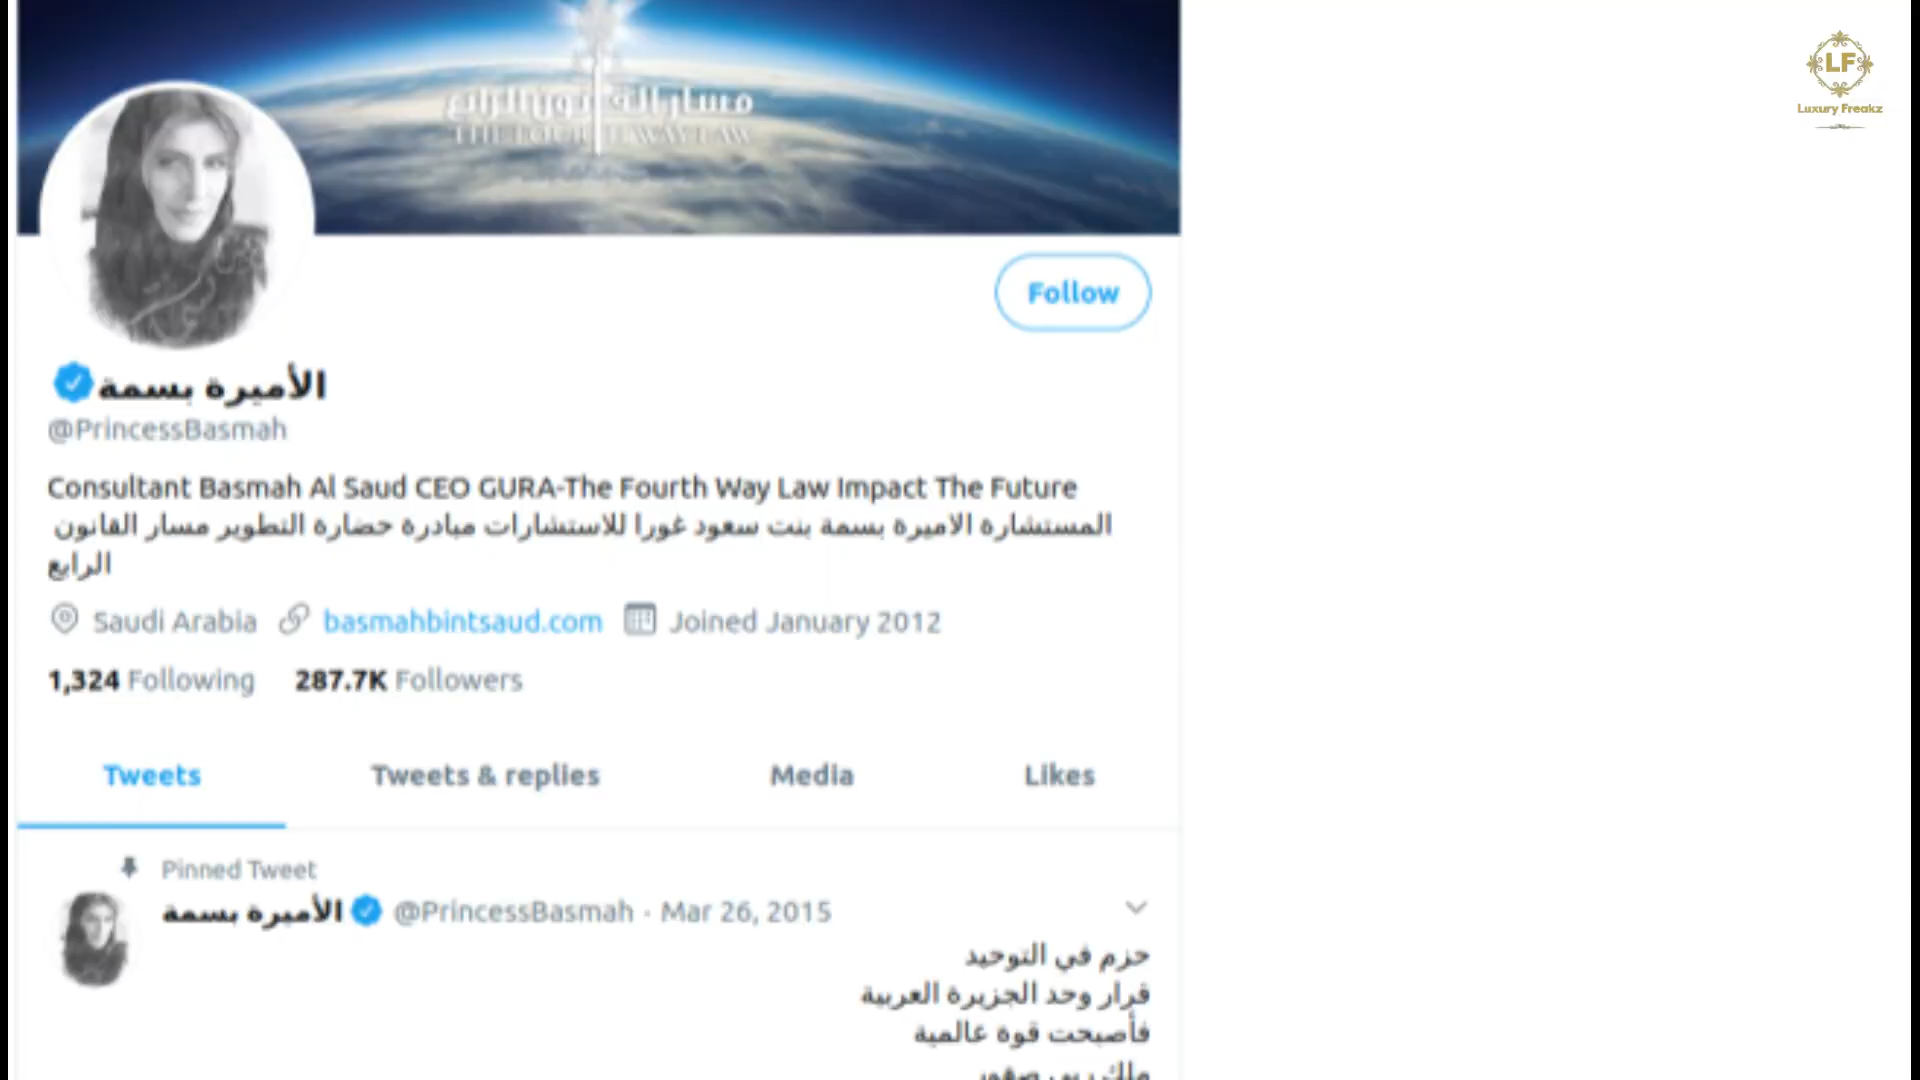 LF
Luxury Freakz
THE FOURTH WAY LAW
Follow
الأميرة بسمة
@PrincessBasmah
Consultant Basmah Al Saud CEO GURA-The Fourth Way Law Impact The Future
المستشارة الاميرة بسمة بنت سعود غورا للاستشارات مبادرة حضارة التطوير مسار القانون
الرابع
Saudi Arabia basmahbintsaud.com Joined January 2012
1,324 Following 287.7K Followers
Tweets Tweets & replies Media Likes
Pinned Tweet
الأميرة بسمة @PrincessBasmah · Mar 26, 2015
حزم في التوحيد
قرار وحد الجزيرة العربية
فأصبحت قوة عالمية